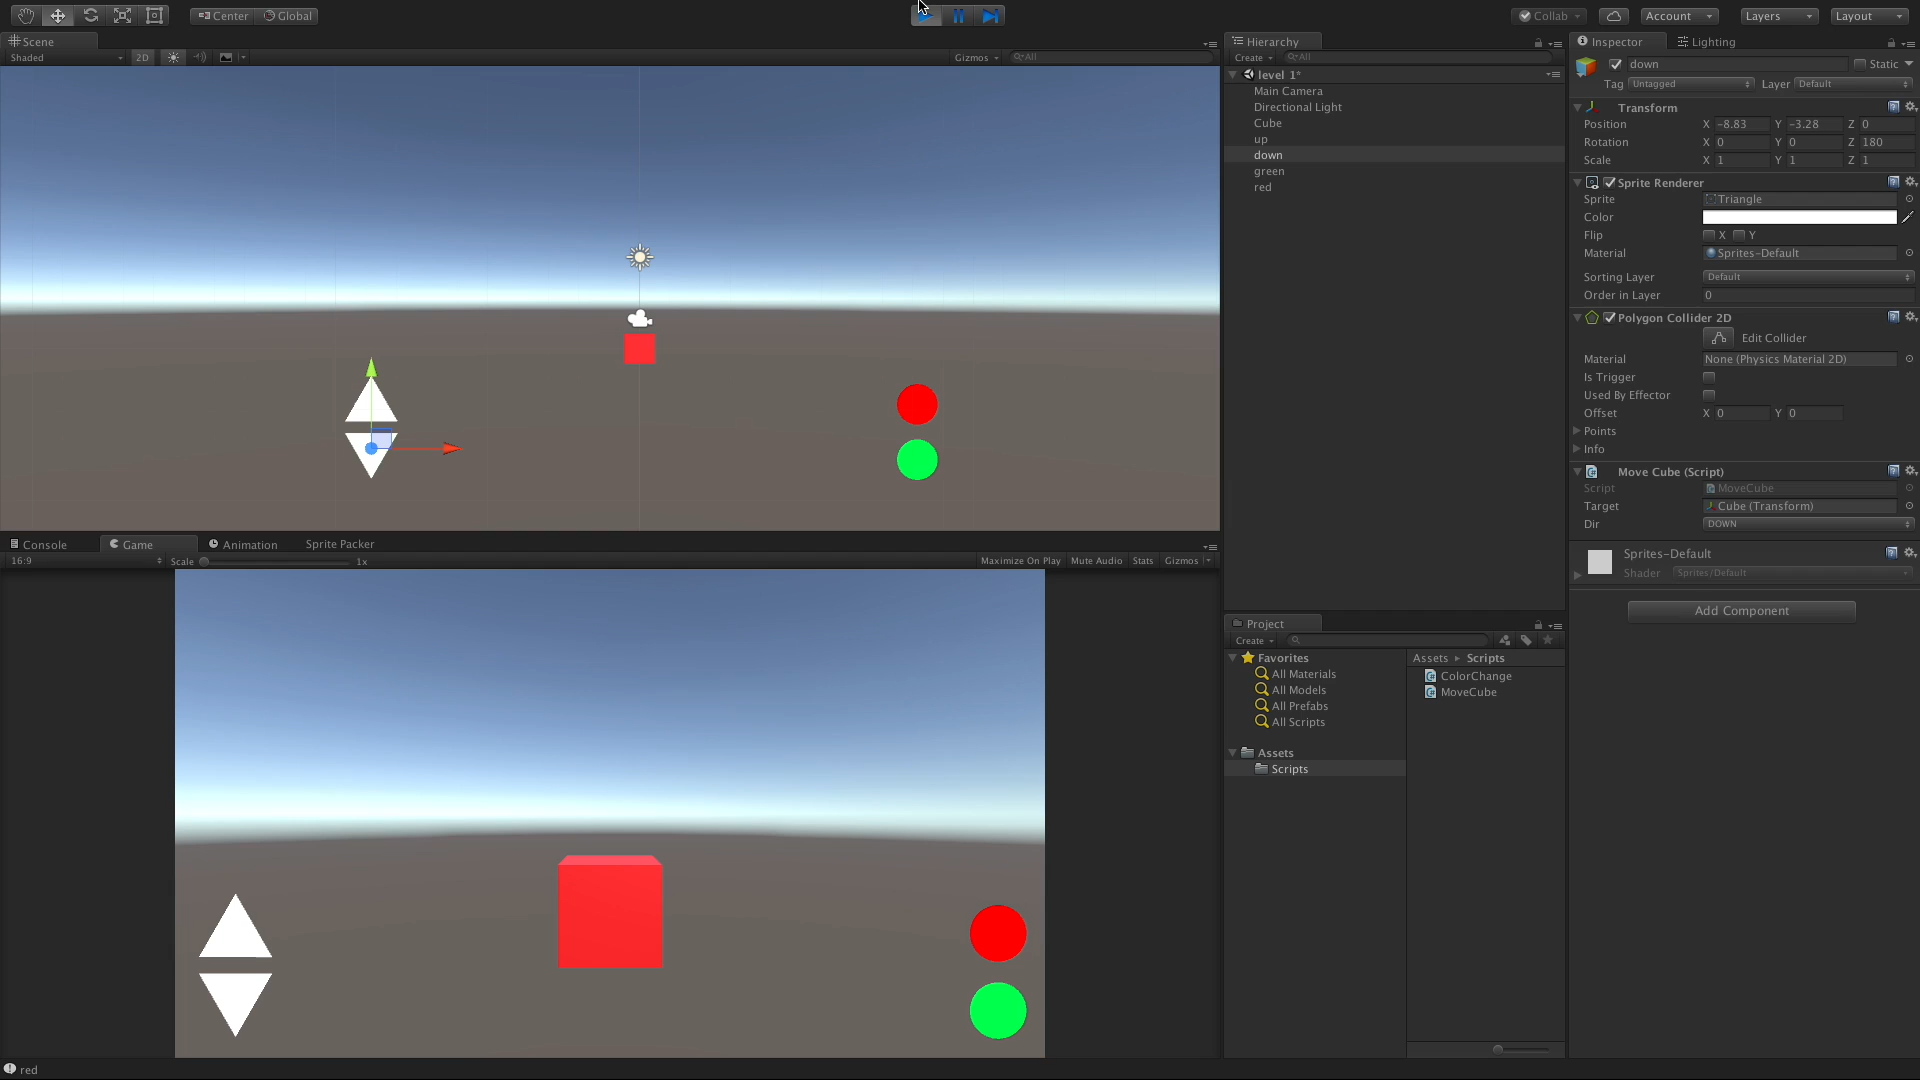 Center Global
Collab Account Layers Layout
Scene
Shaded 2D Gizmos All
Hierarchy
Create All
level 1*
Main Camera
Directional Light
Cube
up
down
green
red
Inspector Lighting
down Static
Tag Untagged Layer Default
Transform
Position X -8.83 Y -3.28 Z 0
Rotation X 0 Y 0 Z 180
Scale X 1 Y 1 Z 1
Sprite Renderer
Sprite Triangle
Color
Flip X Y
Material Sprites-Default
Sorting Layer Default
Order in Layer 0
Polygon Collider 2D
Edit Collider
Material None (Physics Material 2D)
Is Trigger
Used By Effector
Offset X 0 Y 0
Points
Info
Move Cube (Script)
Script MoveCube
Target Cube (Transform)
Dir DOWN
Sprites-Default
Shader Sprites/Default
Add Component
Console Game Animation Sprite Packer
16:9 Scale 1x Maximize On Play Mute Audio Stats Gizmos
Project
Create
Favorites
All Materials
All Models
All Prefabs
All Scripts
Assets
Scripts
Assets Scripts
ColorChange
MoveCube
red